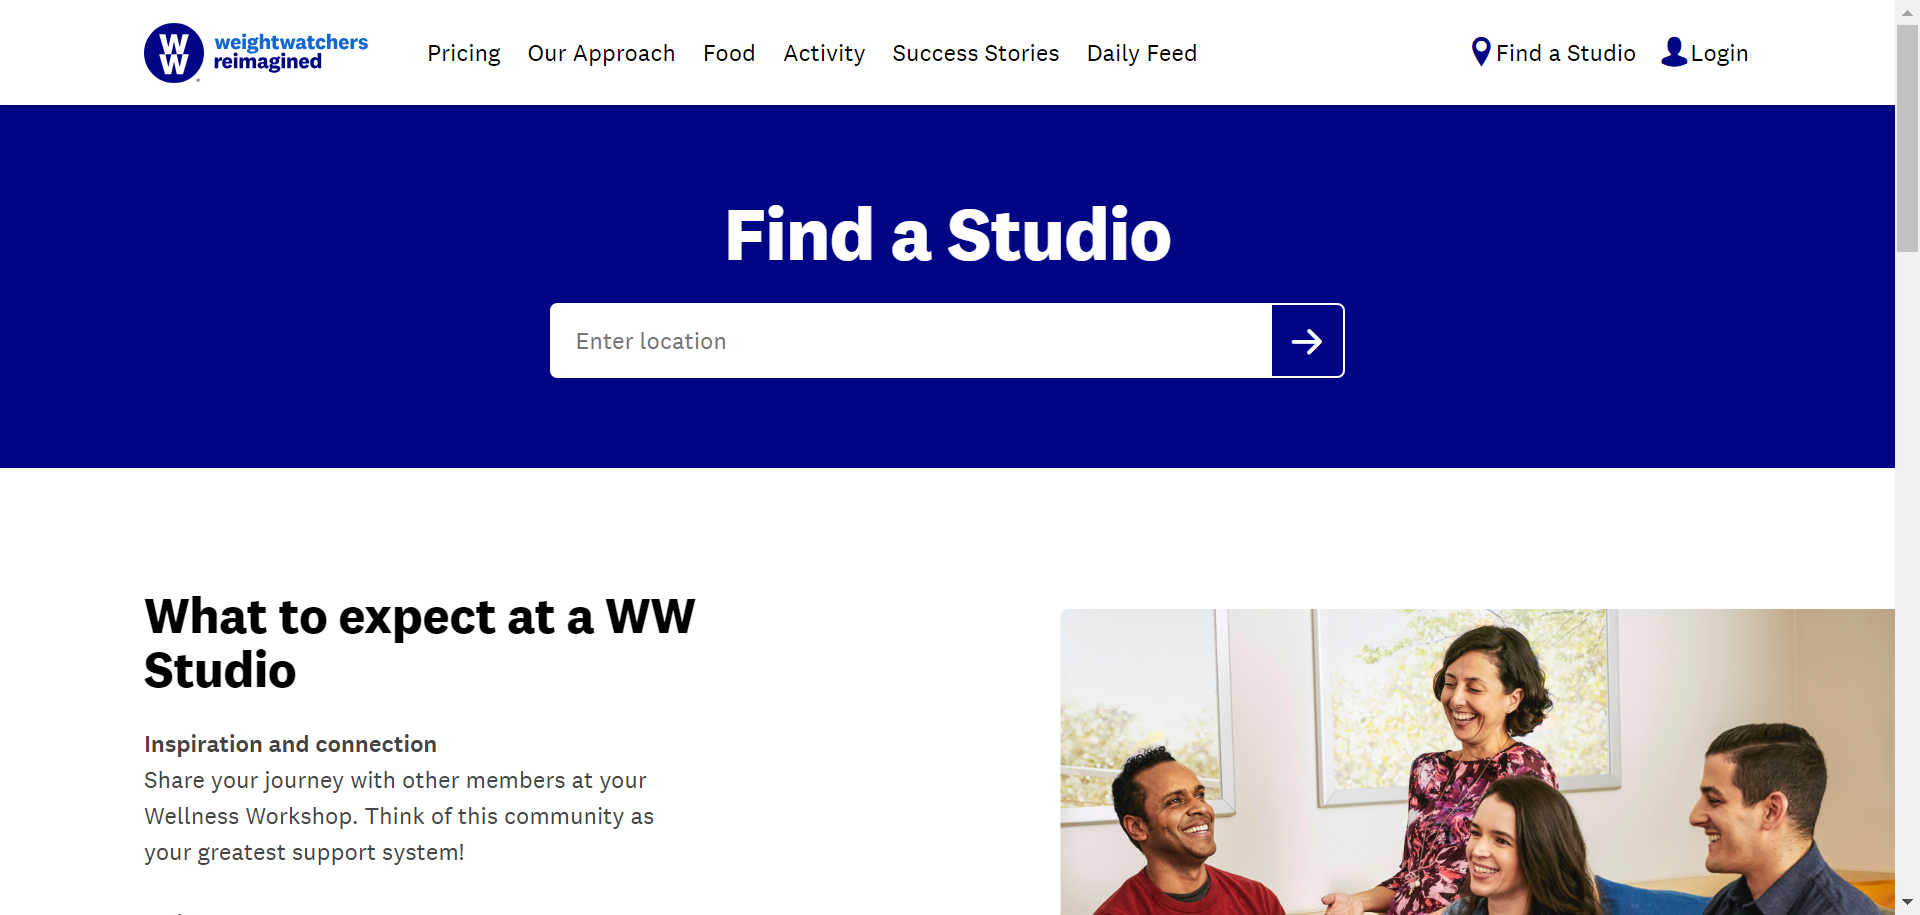 WW
weightwatchers
reimagined
Pricing
Our Approach
Food
Activity
Success Stories
Daily Feed
Find a Studio
Login
Find a Studio
Enter location
What to expect at a WW
Studio
Inspiration and connection
Share your journey with other members at your
Wellness Workshop. Think of this community as
your greatest support system!